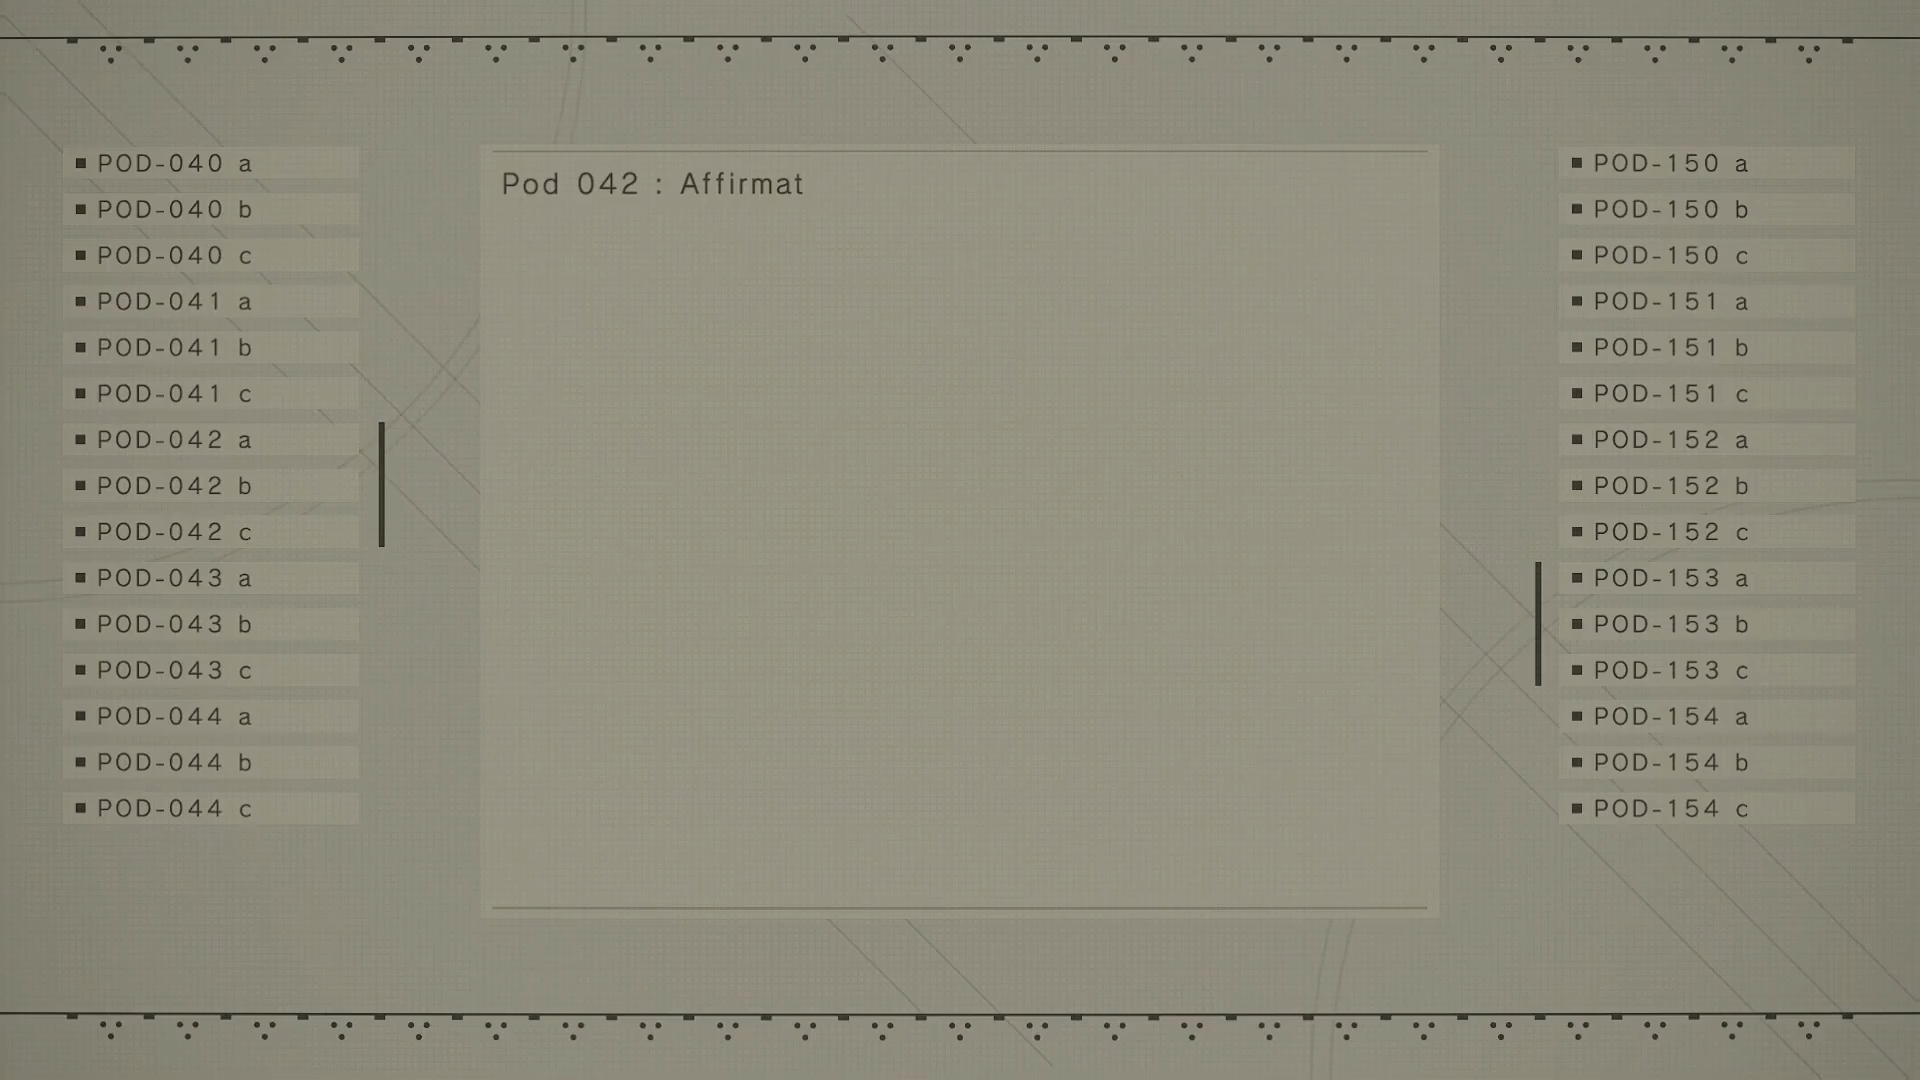 POD-040 a
POD-040 b
POD-040 c
POD-041 a
POD-041 b
POD-041 c
POD-042 a
POD-042 b
POD-042 c
POD-043 a
POD-043 b
POD-043 c
POD-044 a
POD-044 b
POD-044 c
Pod 042 : Affirmat
POD-150 a
POD-150 b
POD-150 c
POD-151 a
POD-151 b
POD-151 c
POD-152 a
POD-152 b
POD-152 c
POD-153 a
POD-153 b
POD-153 c
POD-154 a
POD-154 b
POD-154 c